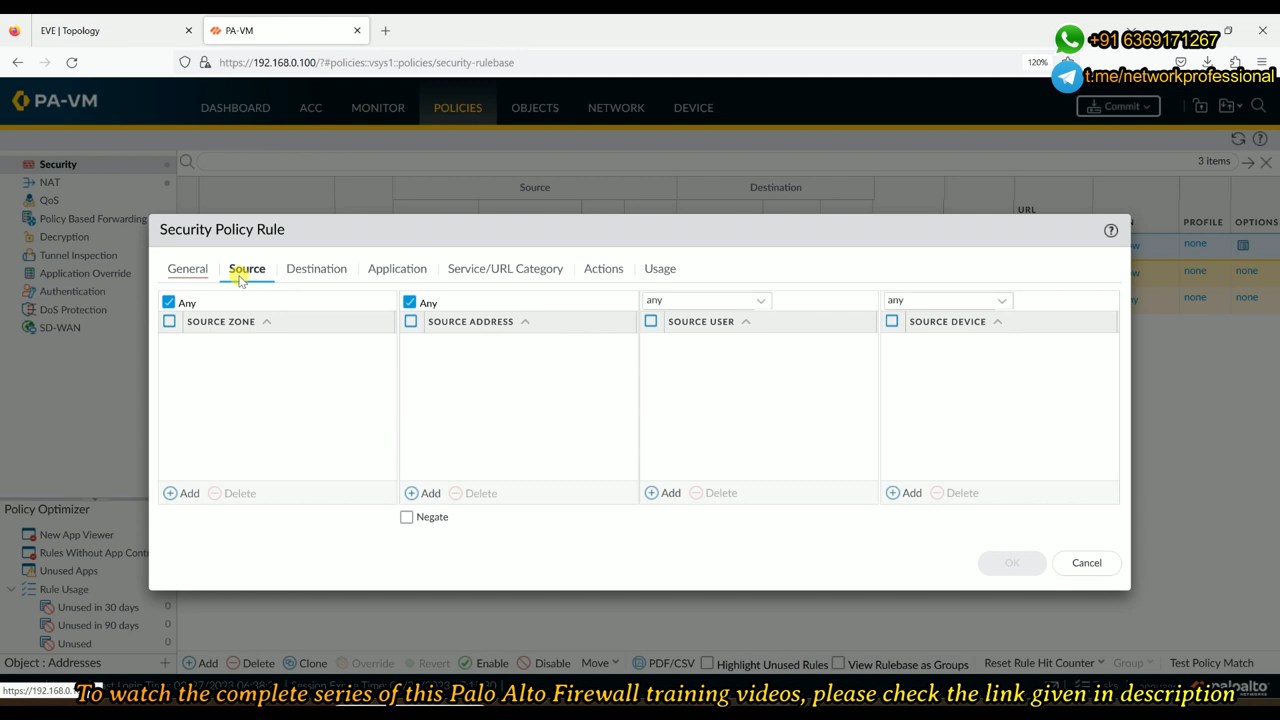 EVE | Topology
PA-VM
+91 6369171267
https://192.168.0.100/?#policies::vsys1::policies/security-rulebase
120%
t.me/networkprofessional
PA-VM
DASHBOARD
ACC
MONITOR
POLICIES
OBJECTS
NETWORK
DEVICE
Commit
Security
NAT
QoS
Policy Based Forwarding
Decryption
Tunnel Inspection
Application Override
Authentication
DoS Protection
SD-WAN
3 items
Source
Destination
URL
PROFILE
OPTIONS
none
none
none
none
none
Security Policy Rule
General
Source
Destination
Application
Service/URL Category
Actions
Usage
Any
Any
any
any
SOURCE ZONE
SOURCE ADDRESS
SOURCE USER
SOURCE DEVICE
Add Delete
Add Delete
Add Delete
Add Delete
Negate
OK
Cancel
Policy Optimizer
New App Viewer
Rules Without App Contr
Unused Apps
Rule Usage
Unused in 30 days 0
Unused in 90 days 0
Unused 0
Object : Addresses
Add Delete Clone Override Revert Enable Disable Move PDF/CSV Highlight Unused Rules View Rulebase as Groups Reset Rule Hit Counter Group Test Policy Match
https://192.168.0.1
To watch the complete series of this Palo Alto Firewall training videos, please check the link given in description